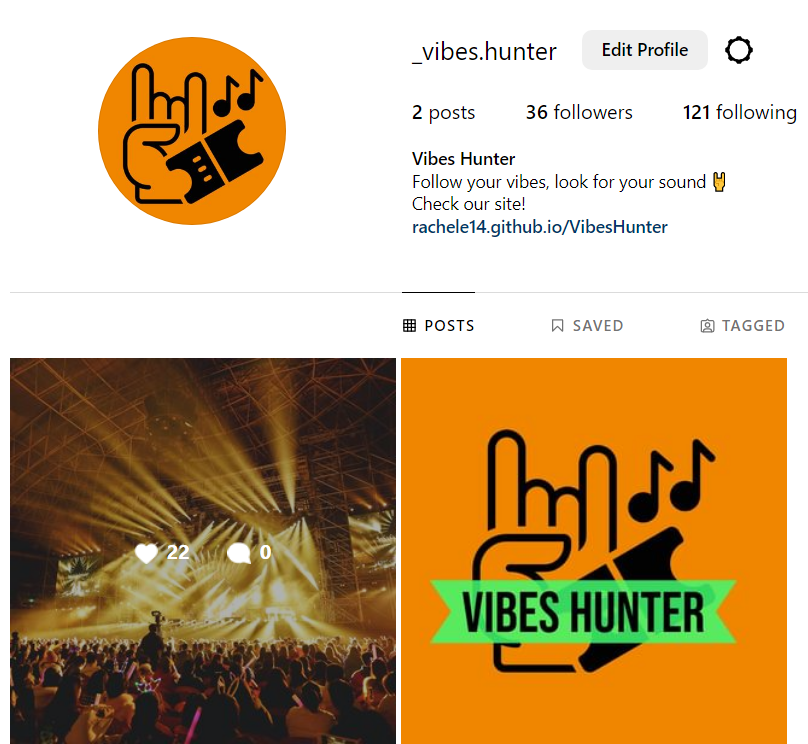 _vibes.hunter
Edit Profile
2 posts
36 followers
121 following
Vibes Hunter
Follow your vibes, look for your sound 🤘
Check our site!
rachele14.github.io/VibesHunter
POSTS
SAVED
TAGGED
22
0
VIBES HUNTER